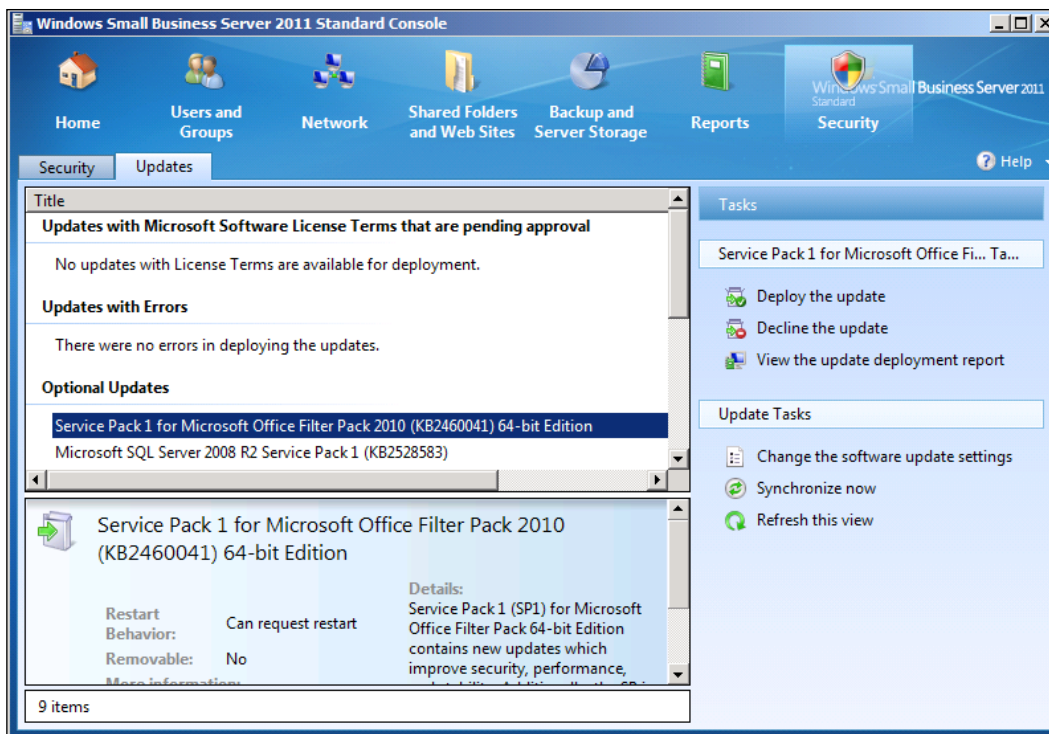 Windows Small Business Server 2011 Standard Console
Home
Users and
Groups
Network
Shared Folders
and Web Sites
Backup and
Server Storage
Reports
Windows Small Business Server 2011
Standard
Security
Security
Updates
Help
Title
Updates with Microsoft Software License Terms that are pending approval
No updates with License Terms are available for deployment.
Updates with Errors
There were no errors in deploying the updates.
Optional Updates
Service Pack 1 for Microsoft Office Filter Pack 2010 (KB2460041) 64-bit Edition
Microsoft SQL Server 2008 R2 Service Pack 1 (KB2528583)
Service Pack 1 for Microsoft Office Filter Pack 2010
(KB2460041) 64-bit Edition
Restart
Behavior:
Can request restart
Removable:
No
More information:
Details:
Service Pack 1 (SP1) for Microsoft
Office Filter Pack 64-bit Edition
contains new updates which
improve security, performance,
9 items
Tasks
Service Pack 1 for Microsoft Office Fi... Ta...
Deploy the update
Decline the update
View the update deployment report
Update Tasks
Change the software update settings
Synchronize now
Refresh this view